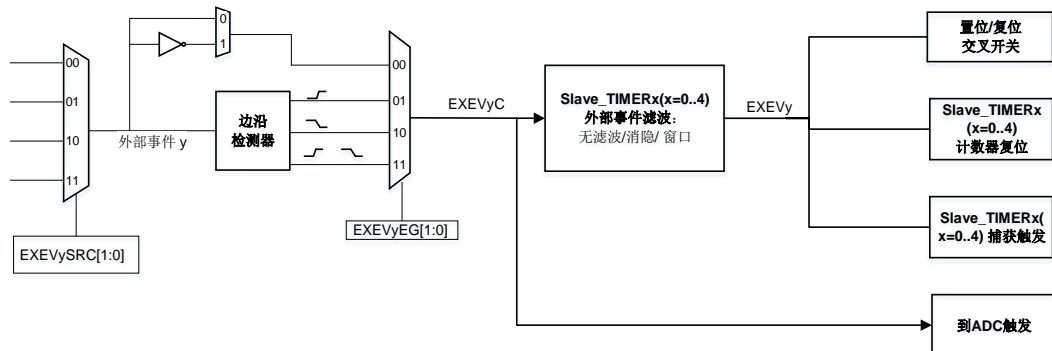 00
01
10
11
EXEVySRC[1:0]
外部事件 y
0
1
边沿
检测器
00
01
10
11
EXEVyEG[1:0]
EXEVyC
Slave_TIMERx(x=0..4)
外部事件滤波:
无滤波/消隐/ 窗口
EXEVy
置位/复位
交叉开关
Slave_TIMERx
(x=0..4)
计数器复位
Slave_TIMERx(
x=0..4) 捕获触发
到ADC触发